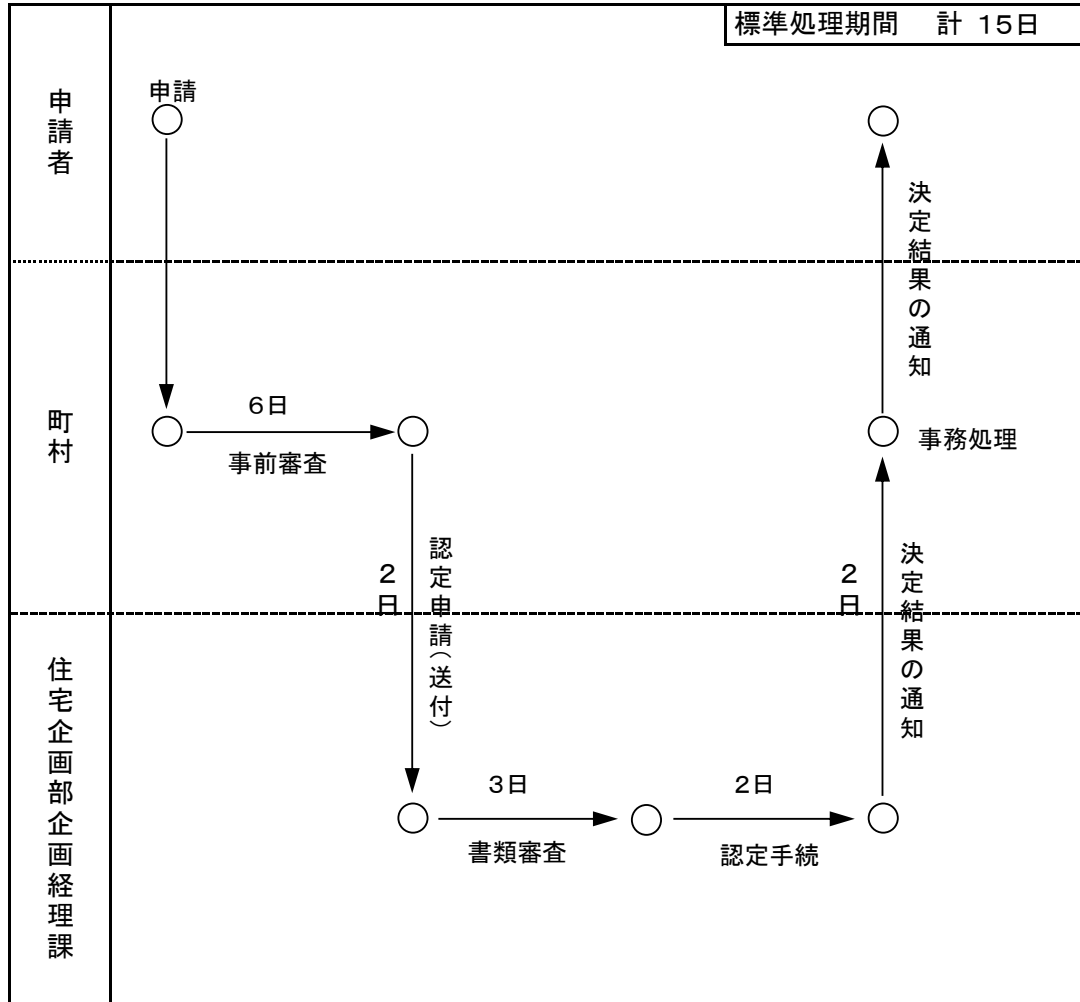 標準処理期間　計 15日
申請者
申請
決定結果の通知
町村
6日
事前審査
事務処理
2日
認定申請（送付）
2日
決定結果の通知
住宅企画部企画経理課
3日
書類審査
2日
認定手続